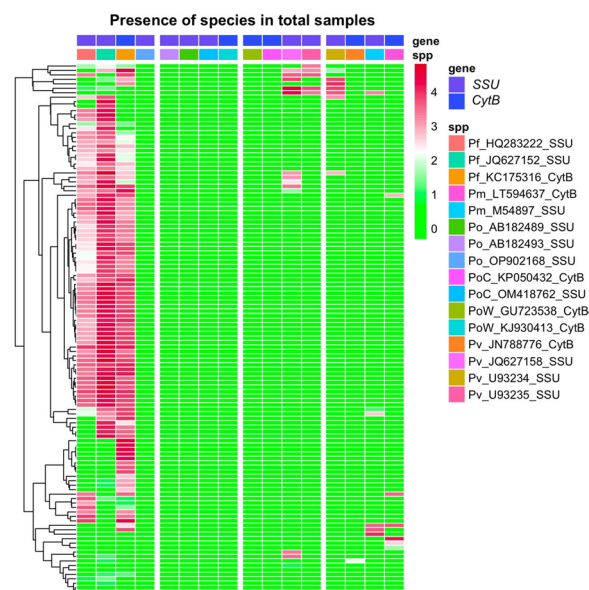 Presence of species in total samples
gene
spp
4
3
2
1
0
gene
SSU
CytB
spp
Pf_HQ283222_SSU
Pf_JQ627152_SSU
Pf_KC175316_CytB
Pm_LT594637_CytB
Pm_M54897_SSU
Po_AB182489_SSU
Po_AB182493_SSU
Po_OP902168_SSU
PoC_KP050432_CytB
PoC_OM418762_SSU
PoW_GU723538_CytB
PoW_KJ930413_CytB
Pv_JN788776_CytB
Pv_JQ627158_SSU
Pv_U93234_SSU
Pv_U93235_SSU